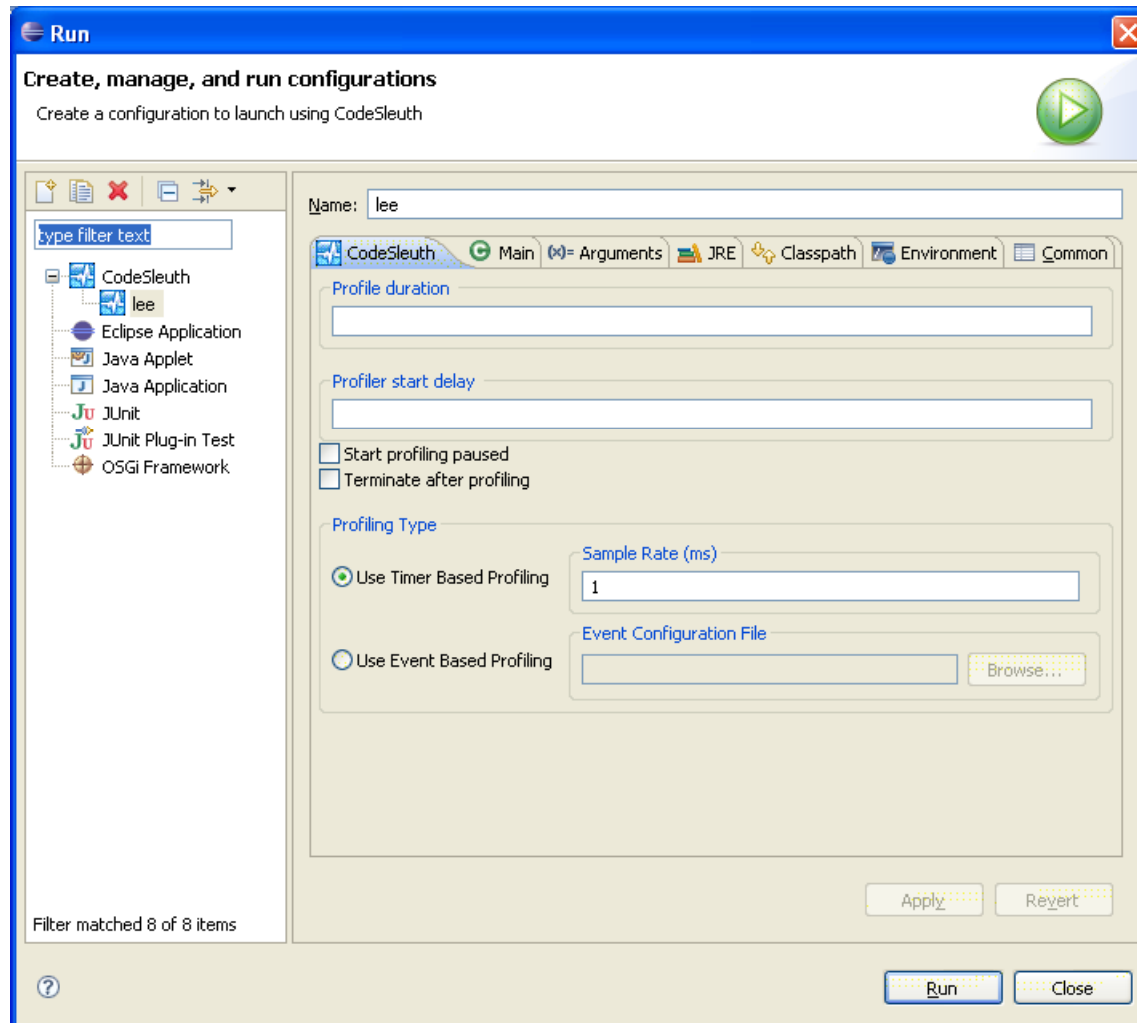 Run
Create, manage, and run configurations
Create a configuration to launch using CodeSleuth
type filter text
CodeSleuth
lee
Eclipse Application
Java Applet
Java Application
JUnit
JUnit Plug-in Test
OSGi Framework
Filter matched 8 of 8 items
Name: lee
CodeSleuth Main (x)= Arguments JRE Classpath Environment Common
Profile duration
Profiler start delay
Start profiling paused
Terminate after profiling
Profiling Type
Use Timer Based Profiling
Sample Rate (ms)
1
Use Event Based Profiling
Event Configuration File
Browse...
Apply Revert
Run Close